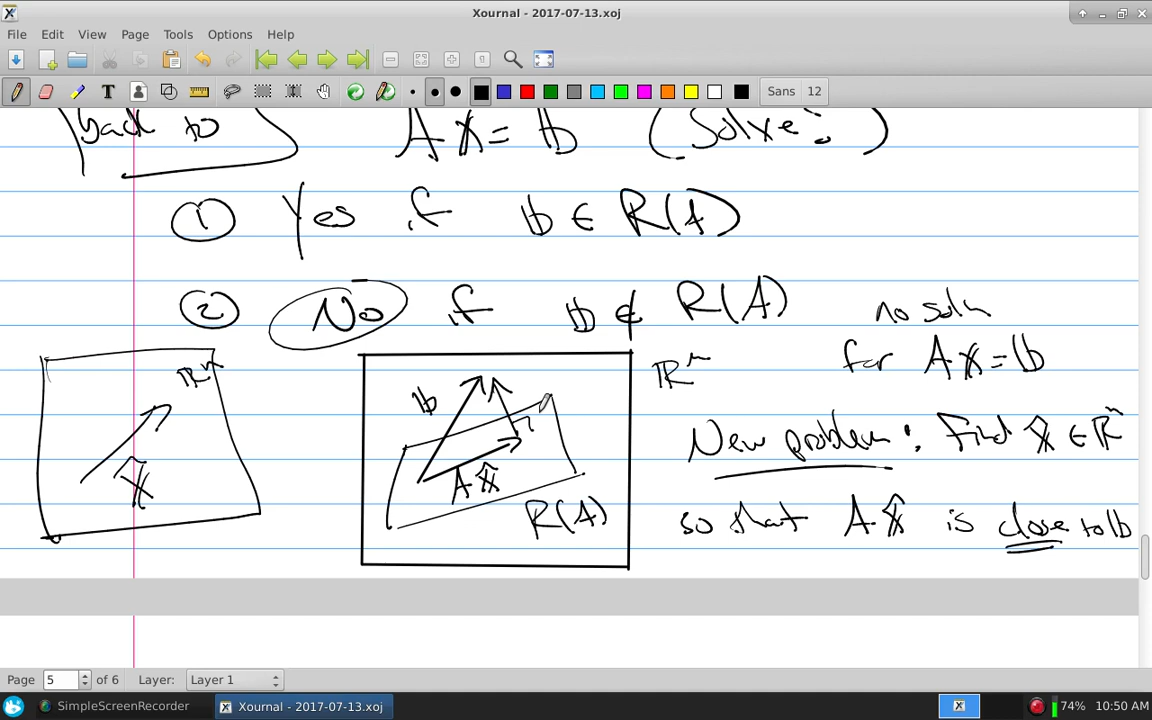 Xournal - 2017-07-13.xoj
File Edit View Page Tools Options Help
Sans 12
back to Ax = b (Solve?)
① Yes if b ∈ R(A)
② No if b ∉ R(A) no soln
for Ax = b
ℝⁿ
ℝᵐ
b
x̂
Ax̂
R(A)
New problem: Find x̂ ∈ ℝⁿ
so that Ax̂ is close to b
Page 5 of 6 Layer: Layer 1
SimpleScreenRecorder Xournal - 2017-07-13.xoj 74% 10:50 AM